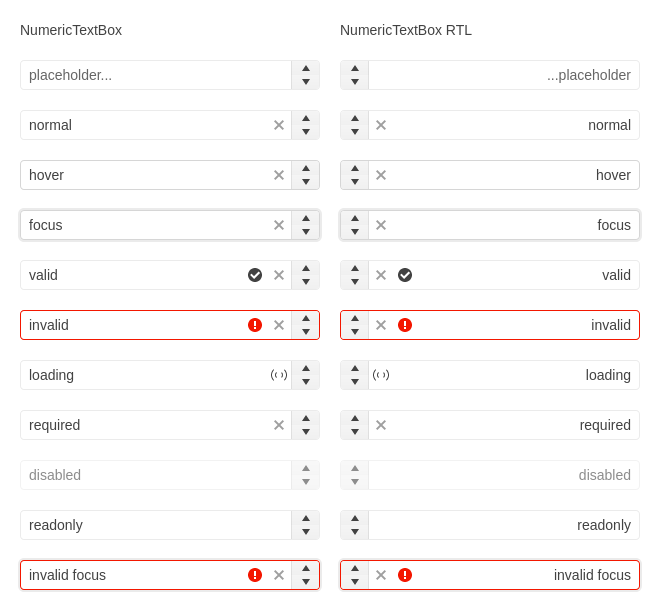 NumericTextBox
placeholder...
normal
hover
focus
valid
invalid
loading
required
disabled
readonly
invalid focus
NumericTextBox RTL
...placeholder
normal
hover
focus
valid
invalid
loading
required
disabled
readonly
invalid focus